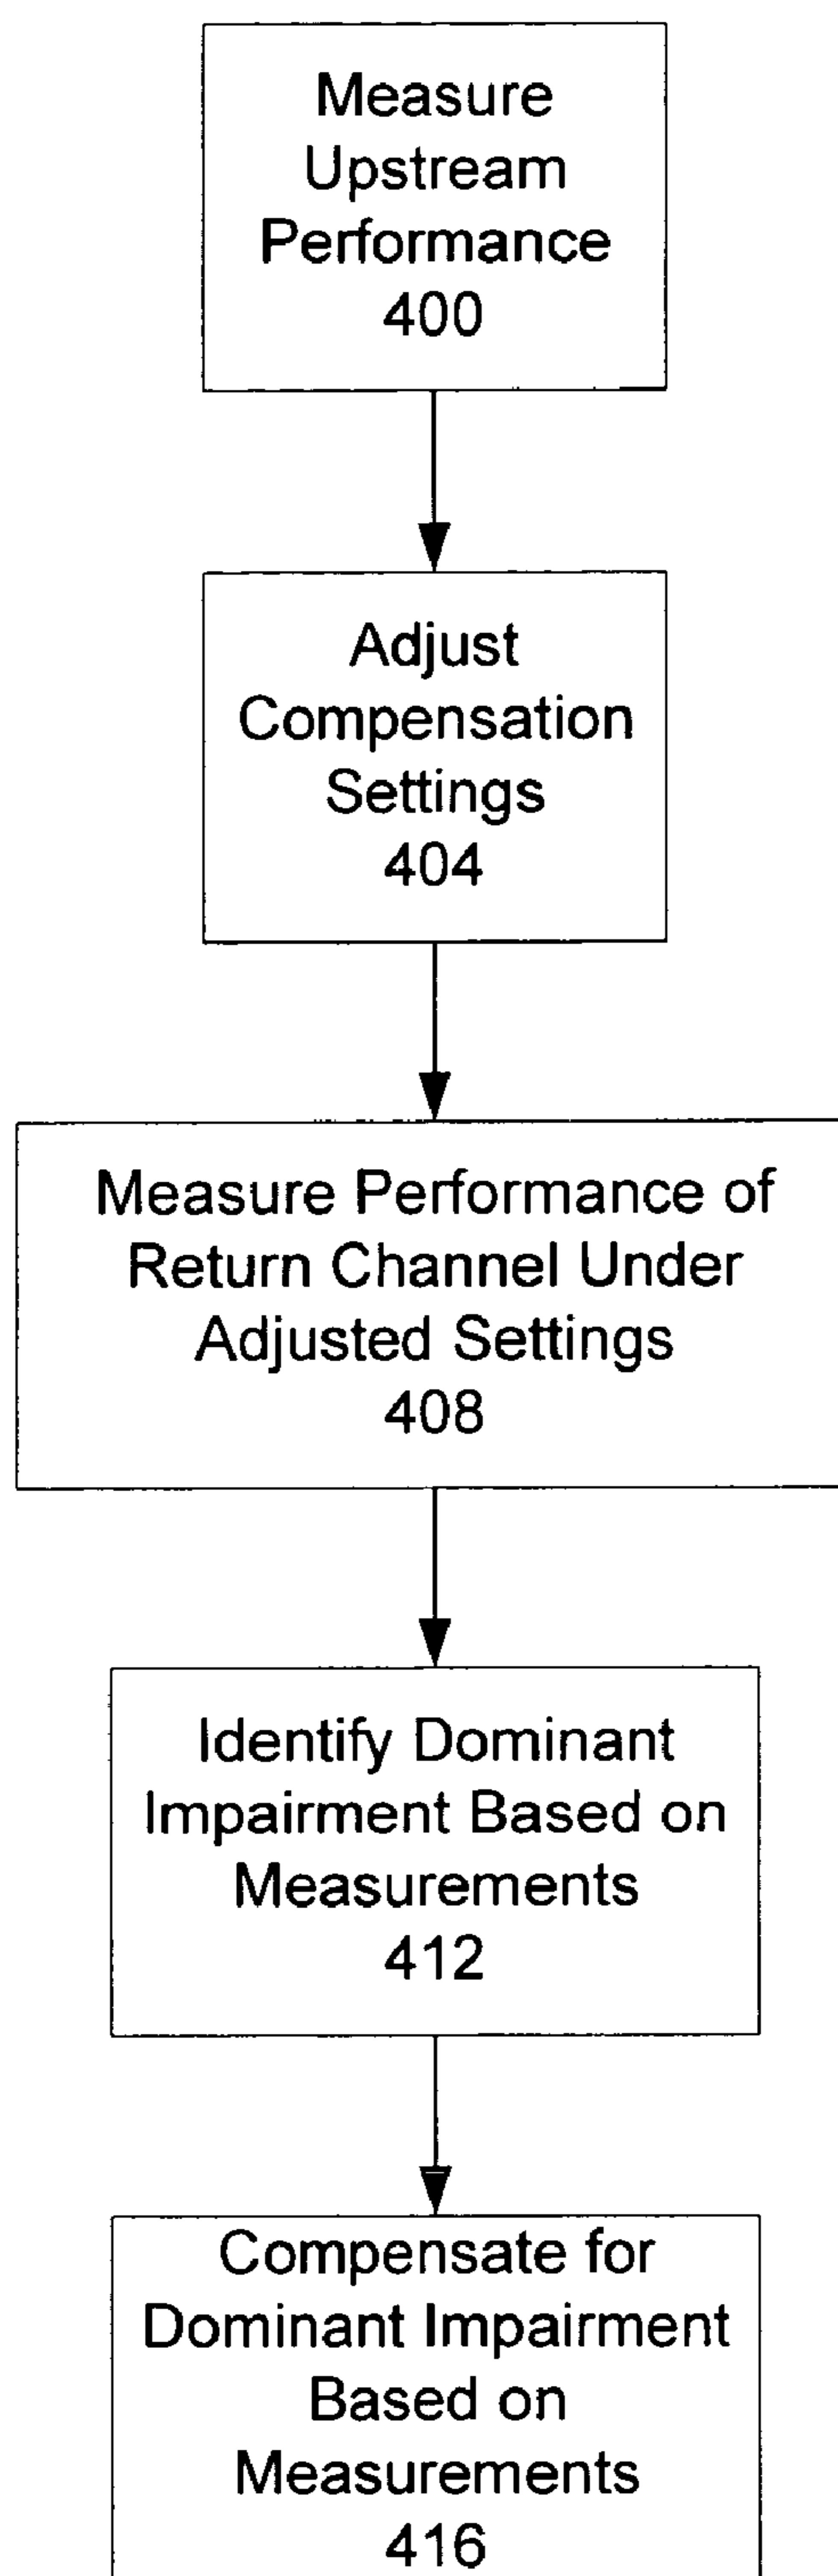 Measure
Upstream
Performance
400
Adjust
Compensation
Settings
404
Measure Performance of
Return Channel Under
Adjusted Settings
408
Identify Dominant
Impairment Based on
Measurements
412
Compensate for
Dominant Impairment
Based on
Measurements
416